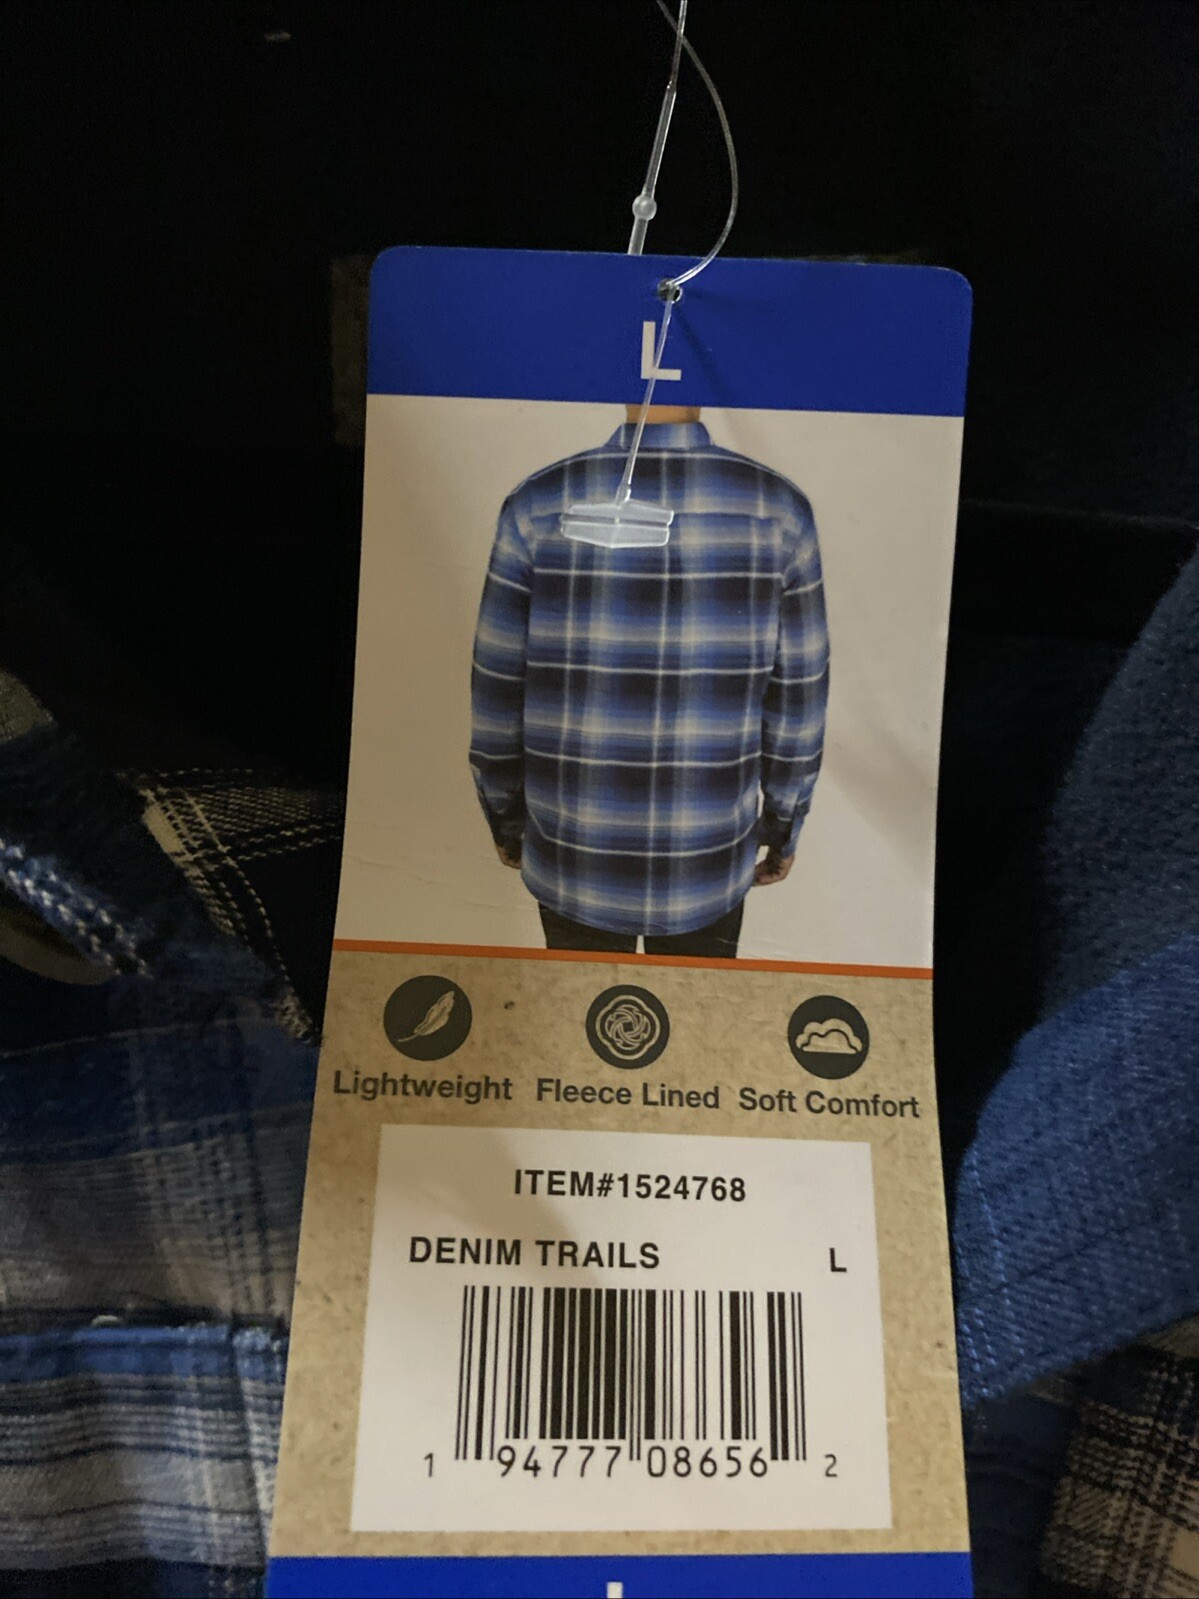 L
Lightweight Fleece Lined Soft Comfort
ITEM#1524768
DENIM TRAILS L
1 94777 08656 2